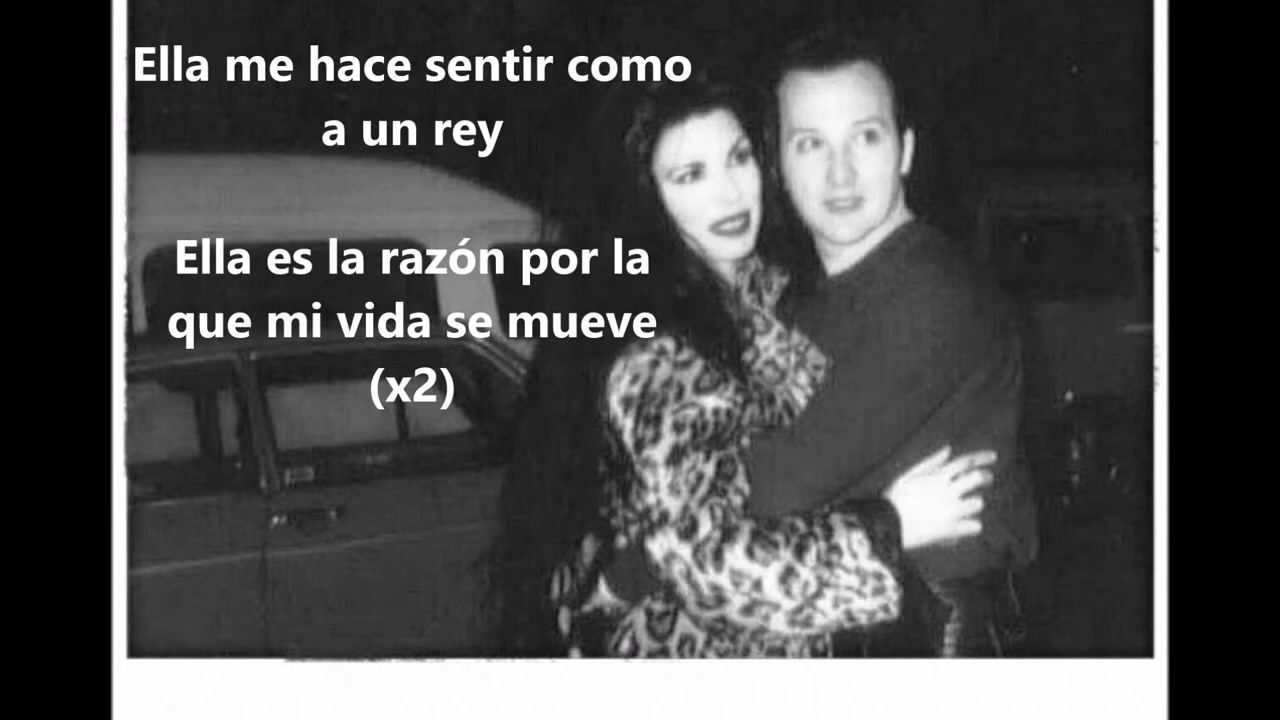 Ella me hace sentir como
a un rey
Ella es la razón por la
que mi vida se mueve
(x2)